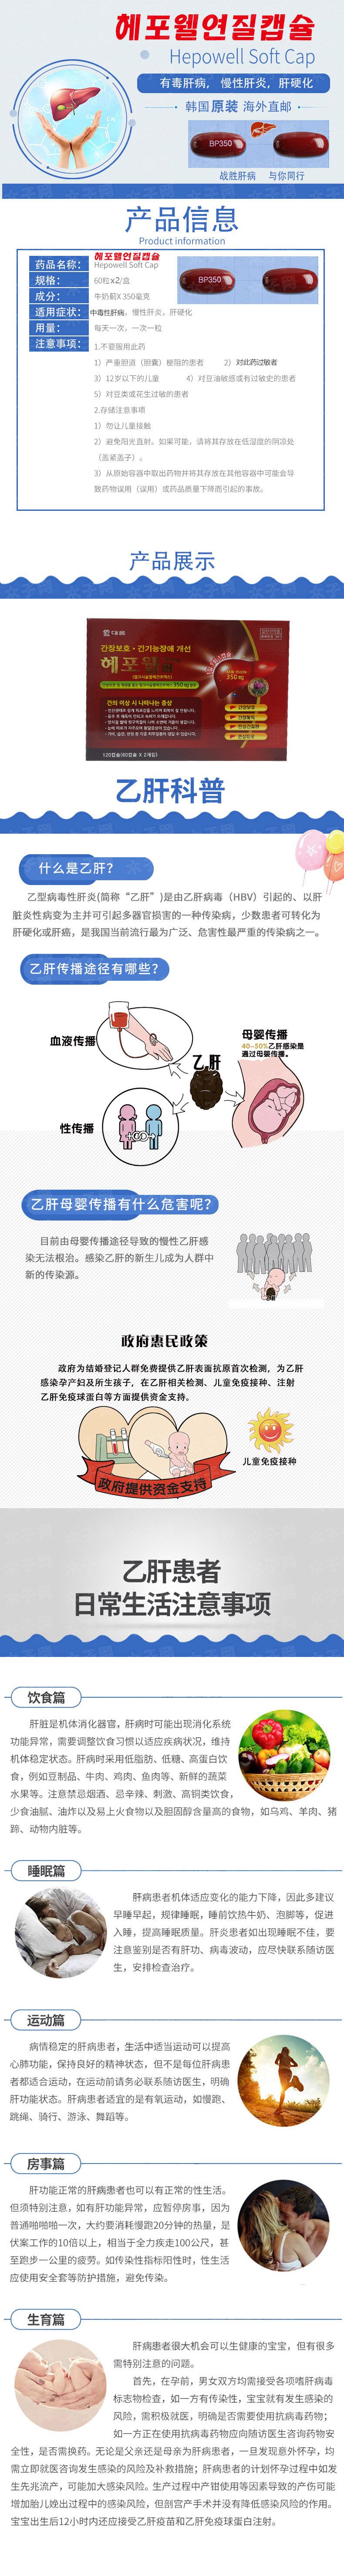 헤포웰연질캡슐
Hepowell Soft Cap
有毒肝病，慢性肝炎，肝硬化
韩国原装 海外直邮
BP350
战胜肝病 与你同行
产品信息
Product information
药品名称：
헤포웰연질캡슐
Hepowell Soft Cap
规格：
60粒x2/盒
成分：
牛奶蓟X 350毫克
BP350
适用症状：
中毒性肝病，慢性肝炎，肝硬化
用量：
每天一次，一次一粒
注意事项：
1.不要服用此药
1）严重胆道（胆囊）梗阻的患者 2）对此药过敏者
3）12岁以下的儿童 4）对豆油敏感或有过敏史的患者
5）对豆类或花生过敏的患者
2.存储注意事项
1）勿让儿童接触
2）避免阳光直射。如果可能，请将其存放在低湿度的阴凉处
（盖紧盖子）。
3）从原始容器中取出药物并将其存放在其他容器中可能会导
致药物误用（误用）或药品质量下降而引起的事故。
产品展示
간장보호·간기능장애 개선
헤포웰
350mg
간의 이상 시 나타나는 증상
120캡슐(60캡슐 X 2개입)
乙肝科普
什么是乙肝？
乙型病毒性肝炎(简称“乙肝”)是由乙肝病毒（HBV）引起的、以肝
脏炎性病变为主并可引起多器官损害的一种传染病，少数患者可转化为
肝硬化或肝癌，是我国当前流行最为广泛、危害性最严重的传染病之一。
乙肝传播途径有哪些？
血液传播
母婴传播
40-50%乙肝感染是
通过母婴传播。
乙肝
性传播
乙肝母婴传播有什么危害呢？
目前由母婴传播途径导致的慢性乙肝感
染无法根治。感染乙肝的新生儿成为人群中
新的传染源。
政府惠民政策
政府为结婚登记人群免费提供乙肝表面抗原首次检测，为乙肝
感染孕产妇及所生孩子，在乙肝相关检测、儿童免疫接种、注射
乙肝免疫球蛋白等方面提供资金支持。
儿童免疫接种
政府提供资金支持
乙肝患者
日常生活注意事项
饮食篇
肝脏是机体消化器官，肝病时可能出现消化系统
功能异常，需要调整饮食习惯以适应疾病状况，维持
机体稳定状态。肝病时采用低脂肪、低糖、高蛋白饮
食，例如豆制品、牛肉、鸡肉、鱼肉等、新鲜的蔬菜
水果等。注意禁忌烟酒、忌辛辣、刺激、高铜类饮食，
少食油腻、油炸以及易上火食物以及胆固醇含量高的食物，如乌鸡、羊肉、猪
蹄、动物内脏等。
睡眠篇
肝病患者机体适应变化的能力下降，因此多建议
早睡早起，规律睡眠，睡前饮热牛奶、泡脚等，促进
入睡，提高睡眠质量。肝炎患者如出现睡眠不佳，要
注意鉴别是否有肝功、病毒波动，应尽快联系随访医
生，安排检查治疗。
运动篇
病情稳定的肝病患者，生活中适当运动可以提高
心肺功能，保持良好的精神状态，但不是每位肝病患
者都适合运动，在运动前请务必联系随访医生，明确
肝功能状态。肝病患者适宜的是有氧运动，如慢跑、
跳绳、骑行、游泳、舞蹈等。
房事篇
肝功能正常的肝病患者也可以有正常的性生活。
但须特别注意，如有肝功能异常，应暂停房事，因为
普通啪啪啪一次，大约要消耗慢跑20分钟的热量，是
伏案工作的10倍以上，相当于全力疾走100公尺，甚
至跑步一公里的疲劳。如传染性指标阳性时，性生活
应使用安全套等防护措施，避免传染。
生育篇
肝病患者很大机会可以生健康的宝宝，但有很多
需特别注意的问题。
首先，在孕前，男女双方均需接受各项嗜肝病毒
标志物检查，如一方有传染性，宝宝就有发生感染的
风险，需积极就医，明确是否需要使用抗病毒药物；
如一方正在使用抗病毒药物应向随访医生咨询药物安
全性，是否需换药。无论是父亲还是母亲为肝病患者，一旦发现意外怀孕，均
需立即就医咨询发生感染的风险及补救措施；肝病患者的计划怀孕过程中如发
生先兆流产，可能加大感染风险。生产过程中产钳使用等因素导致的产伤可能
增加胎儿娩出过程中的感染风险，但剖宫产手术并没有降低感染风险的作用。
宝宝出生后12小时内还应接受乙肝疫苗和乙肝免疫球蛋白注射。